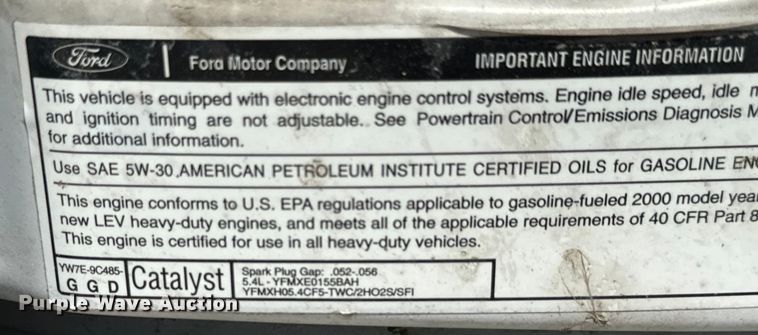 Ford
Ford Motor Company
IMPORTANT ENGINE INFORMATION
This vehicle is equipped with electronic engine control systems. Engine idle speed, idle m
and ignition timing are not adjustable. See Powertrain Control/Emissions Diagnosis M
for additional information.
Use SAE 5W-30 AMERICAN PETROLEUM INSTITUTE CERTIFIED OILS for GASOLINE ENG
This engine conforms to U.S. EPA regulations applicable to gasoline-fueled 2000 model year
new LEV heavy-duty engines, and meets all of the applicable requirements of 40 CFR Part 8
This engine is certified for use in all heavy-duty vehicles.
YW7E-9C485-
G G D
Catalyst
Spark Plug Gap: .052-.056
5.4L - YFMXE0155BAH
YFMXH05.4CF5-TWC/2HO2S/SFI
Purple Wave Auction